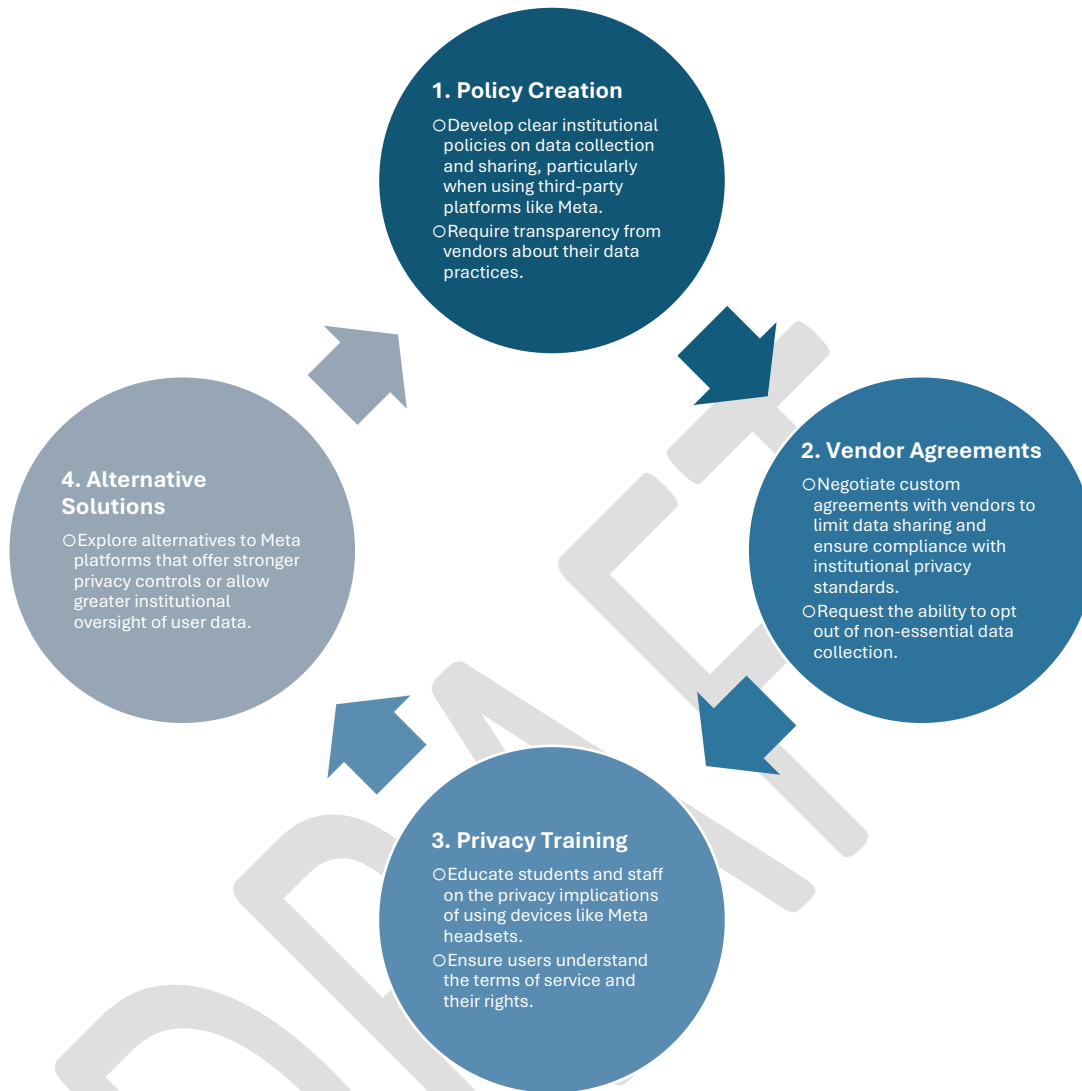 1. Policy Creation
○Develop clear institutional
policies on data collection
and sharing, particularly
when using third-party
platforms like Meta.
○Require transparency from
vendors about their data
practices.
2. Vendor Agreements
○Negotiate custom
agreements with vendors to
limit data sharing and
ensure compliance with
institutional privacy
standards.
○Request the ability to opt
out of non-essential data
collection.
3. Privacy Training
○Educate students and staff
on the privacy implications
of using devices like Meta
headsets.
○Ensure users understand
the terms of service and
their rights.
4. Alternative
Solutions
○Explore alternatives to Meta
platforms that offer stronger
privacy controls or allow
greater institutional
oversight of user data.
DRAFT